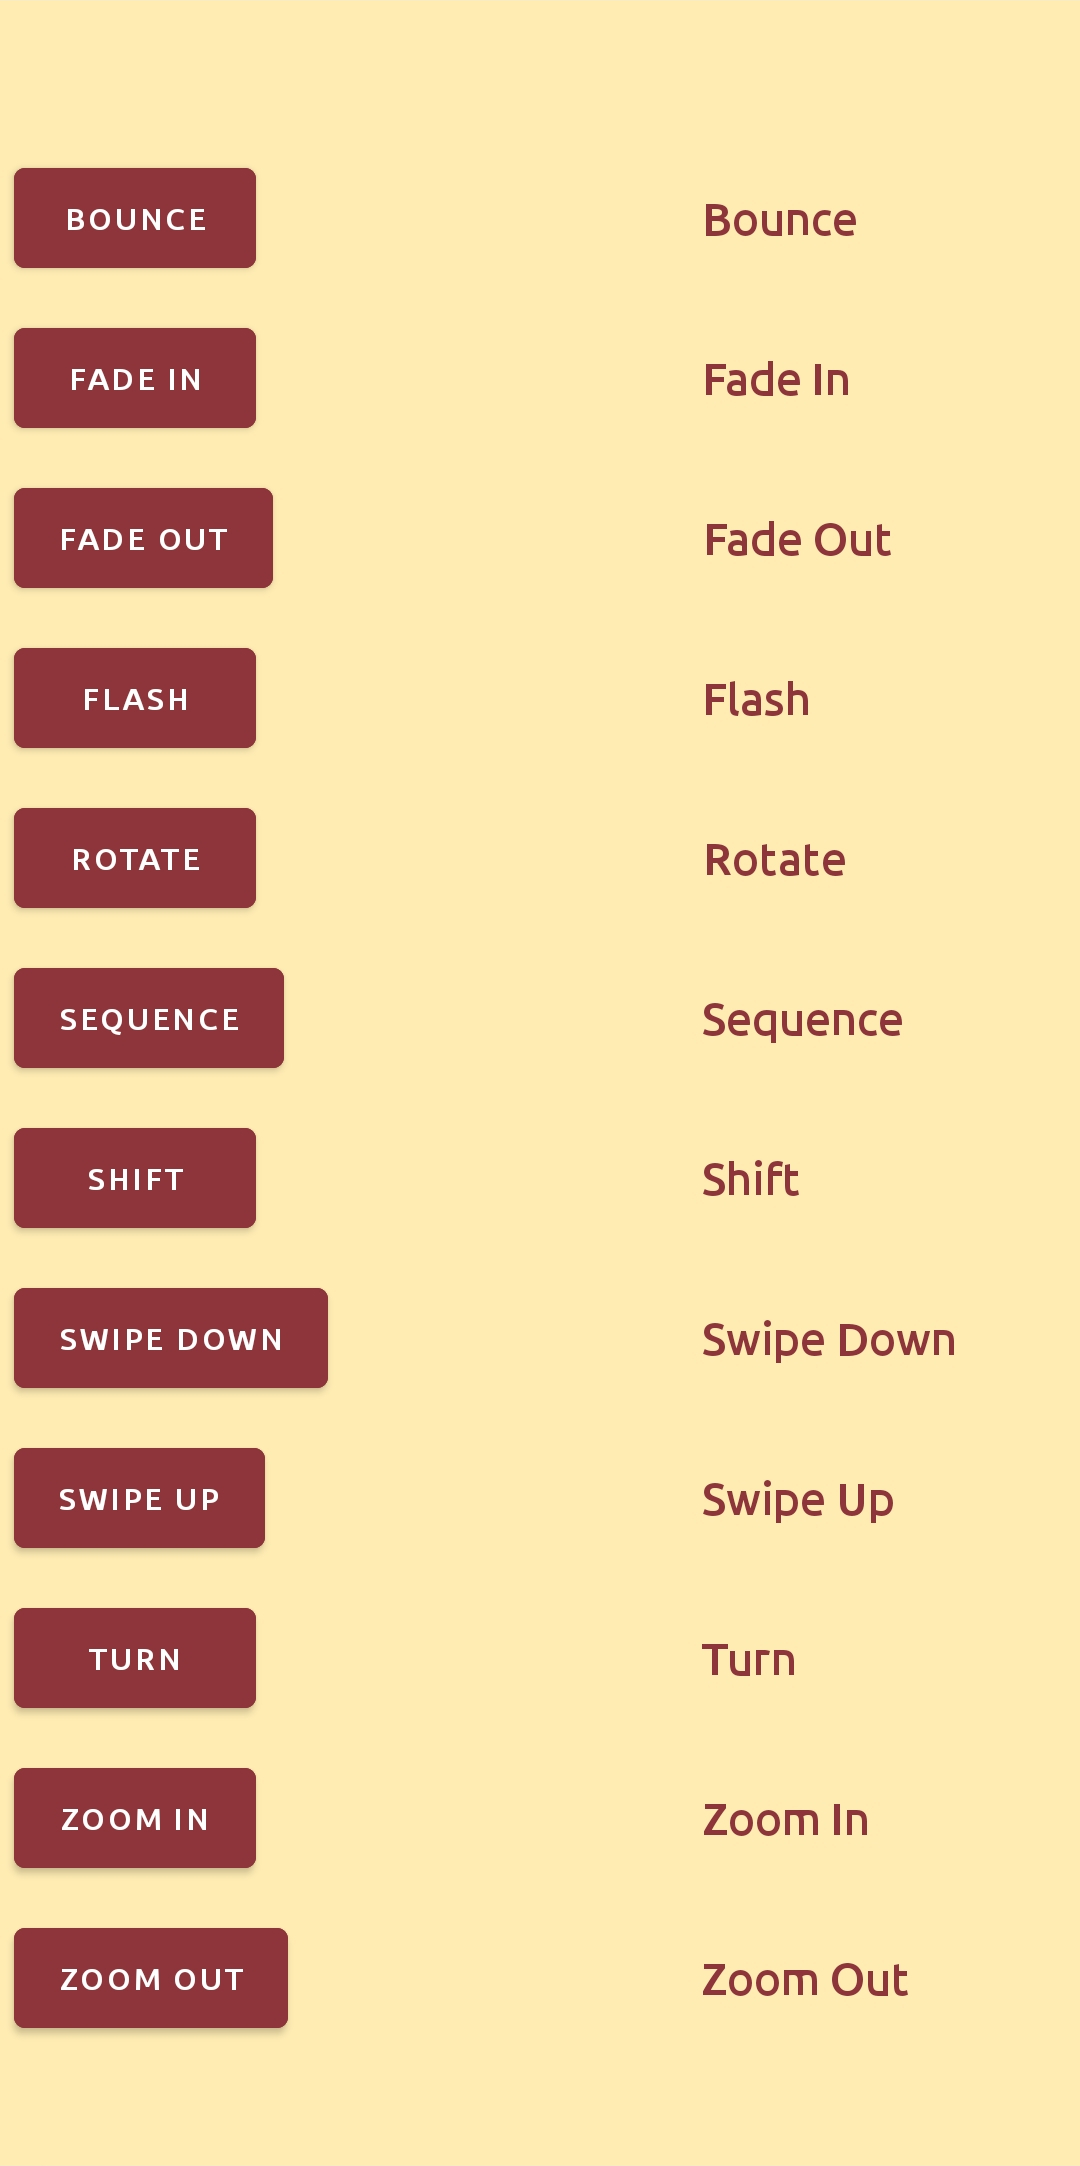 BOUNCE Bounce
FADE IN Fade In
FADE OUT Fade Out
FLASH Flash
ROTATE Rotate
SEQUENCE Sequence
SHIFT Shift
SWIPE DOWN Swipe Down
SWIPE UP Swipe Up
TURN Turn
ZOOM IN Zoom In
ZOOM OUT Zoom Out